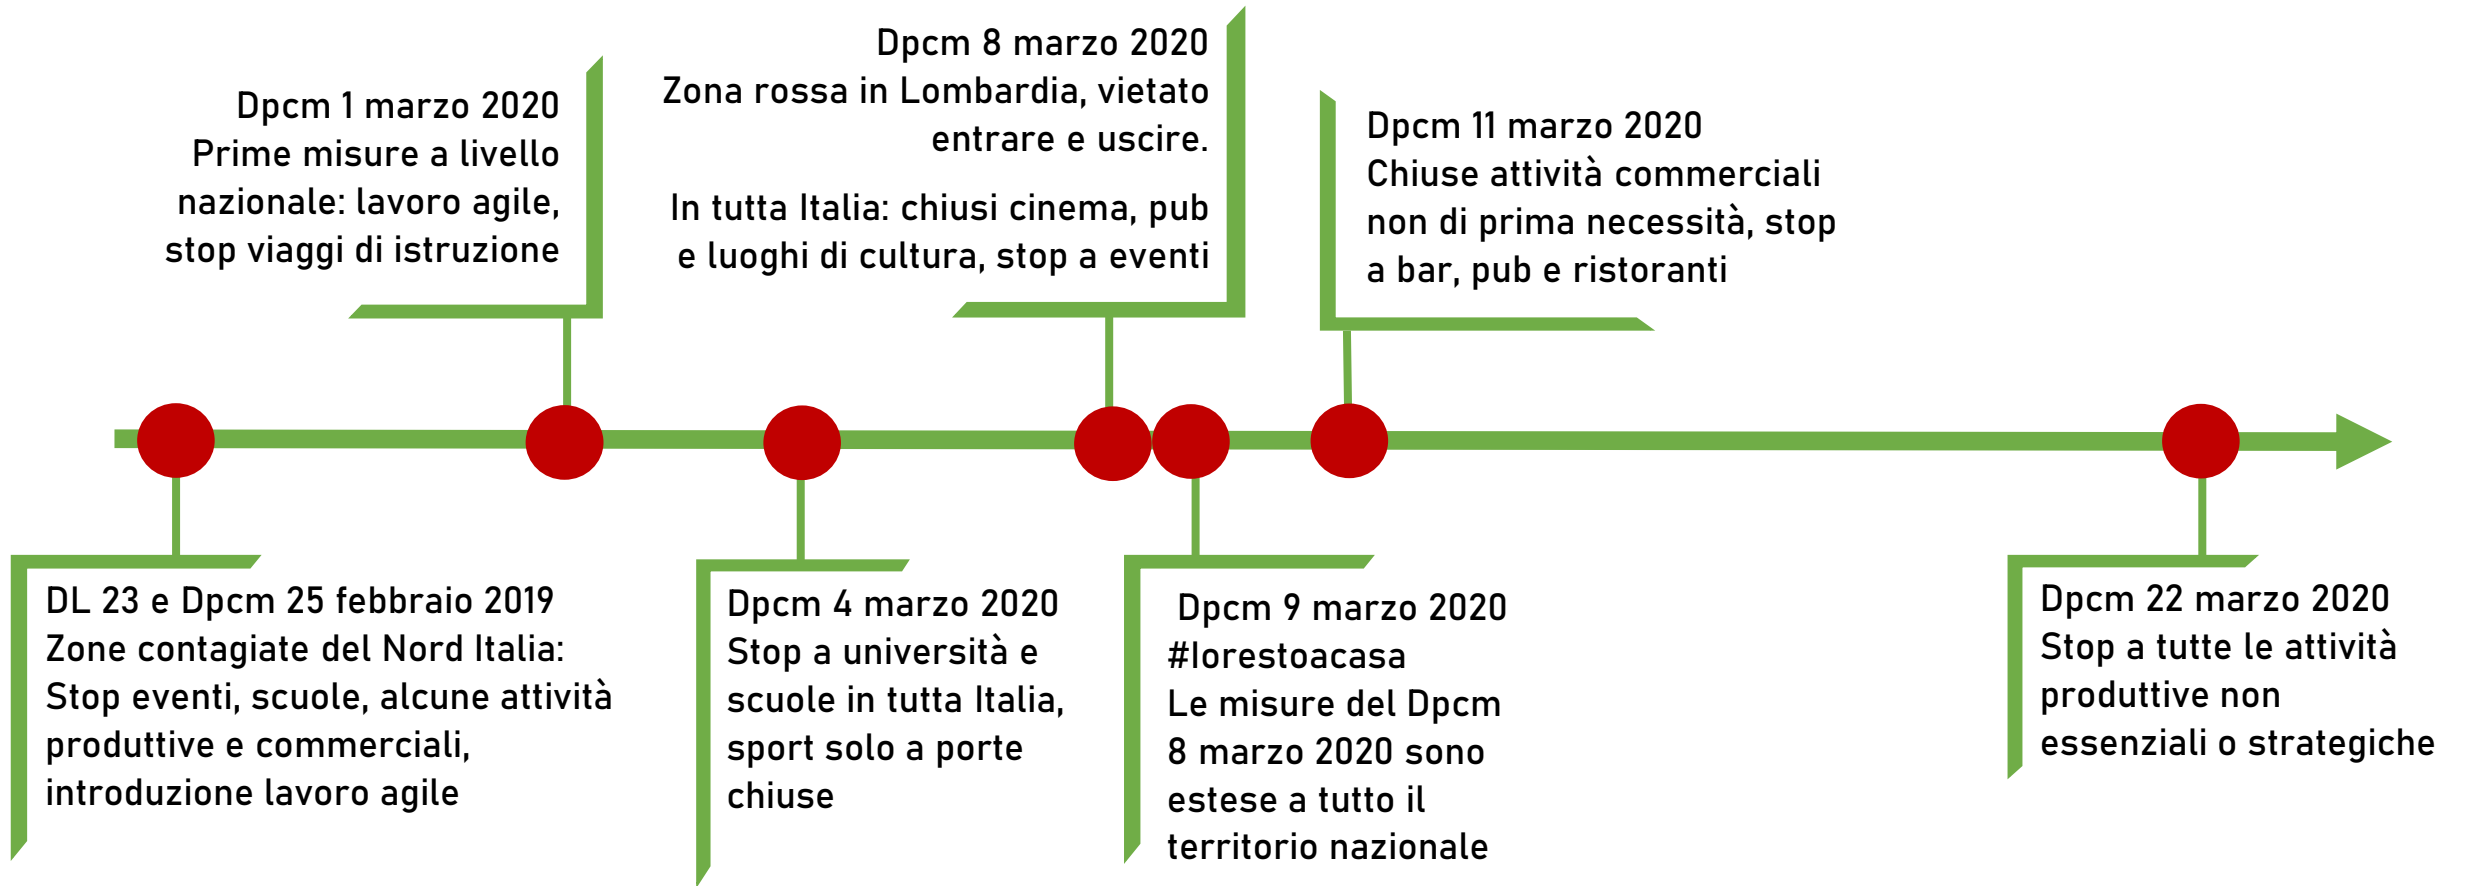 Dpcm 1 marzo 2020
Prime misure a livello
nazionale: lavoro agile,
stop viaggi di istruzione
Dpcm 8 marzo 2020
Zona rossa in Lombardia, vietato
entrare e uscire.
In tutta Italia: chiusi cinema, pub
e luoghi di cultura, stop a eventi
Dpcm 11 marzo 2020
Chiuse attività commerciali
non di prima necessità, stop
a bar, pub e ristoranti
DL 23 e Dpcm 25 febbraio 2019
Zone contagiate del Nord Italia:
Stop eventi, scuole, alcune attività
produttive e commerciali,
introduzione lavoro agile
Dpcm 4 marzo 2020
Stop a università e
scuole in tutta Italia,
sport solo a porte
chiuse
Dpcm 9 marzo 2020
#Iorestoacasa
Le misure del Dpcm
8 marzo 2020 sono
estese a tutto il
territorio nazionale
Dpcm 22 marzo 2020
Stop a tutte le attività
produttive non
essenziali o strategiche